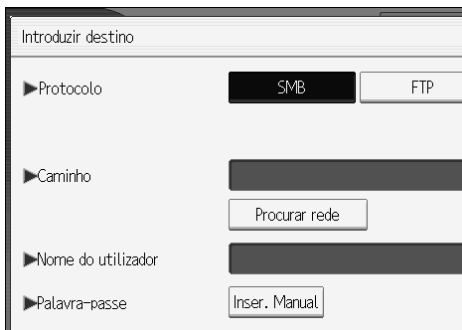 Introduzir destino
▶Protocolo SMB FTP
▶Caminho
Procurar rede
▶Nome do utilizador
▶Palavra-passe Inser. Manual